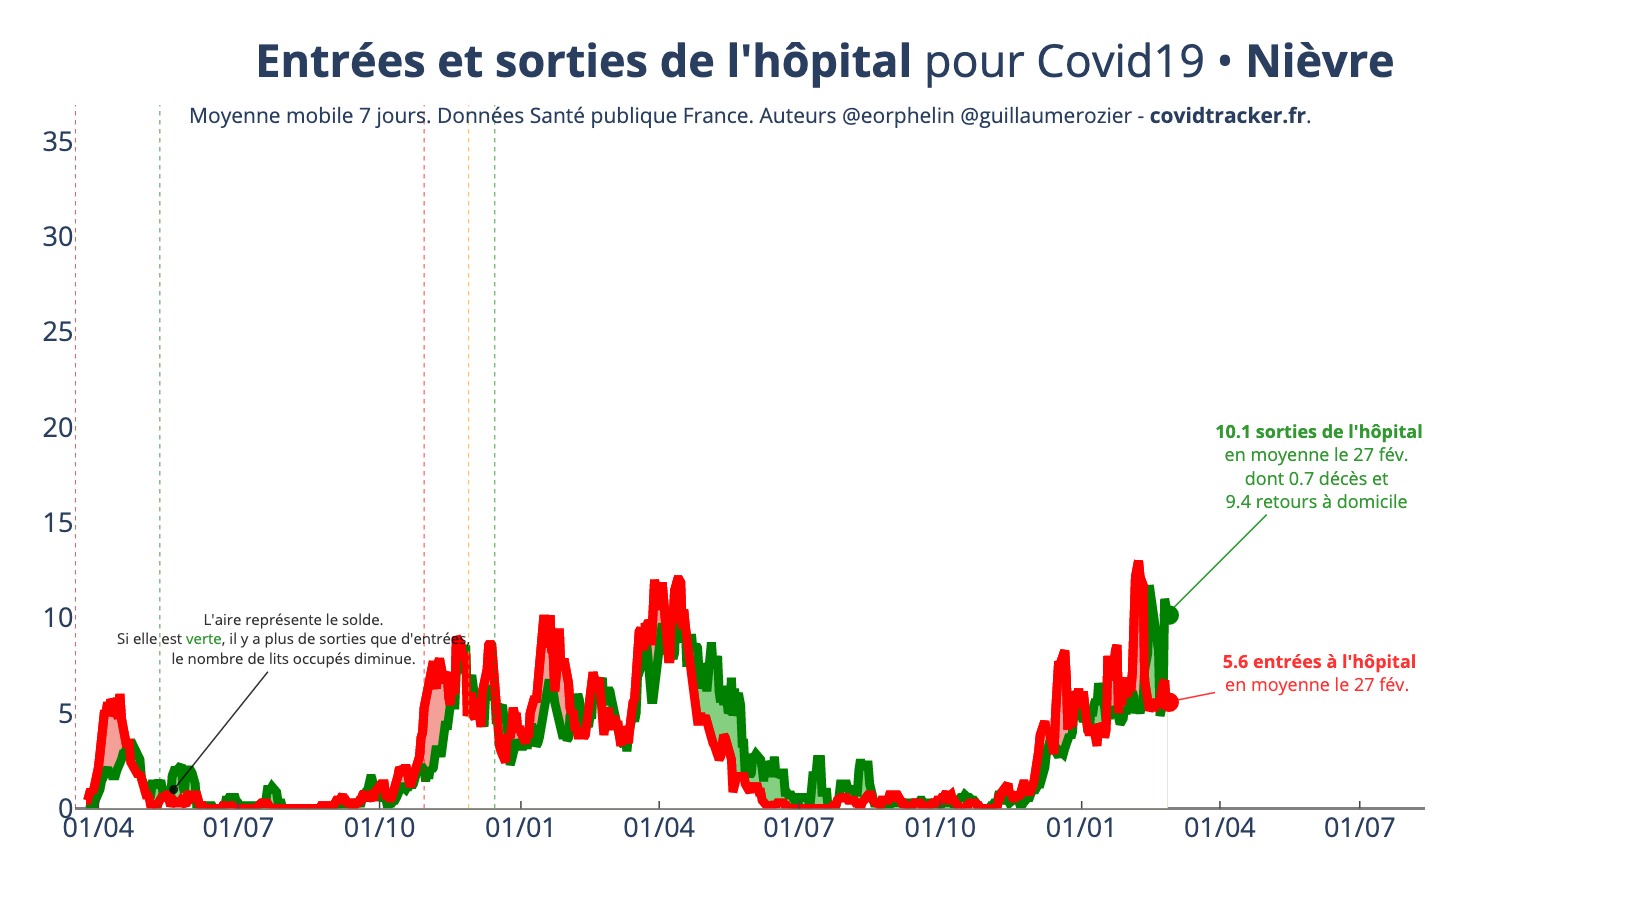 Entrées et sorties de l'hôpital pour Covid19 • Nièvre
Moyenne mobile 7 jours. Données Santé publique France. Auteurs @eorphelin @guillaumerozier - covidtracker.fr.
35
30
25
20
15
10
5
0
10.1 sorties de l'hôpital
en moyenne le 27 fév.
dont 0.7 décès et
9.4 retours à domicile
L'aire représente le solde.
Si elle est verte, il y a plus de sorties que d'entrées,
le nombre de lits occupés diminue.
5.6 entrées à l'hôpital
en moyenne le 27 fév.
01/04 01/07 01/10 01/01 01/04 01/07 01/10 01/01 01/04 01/07